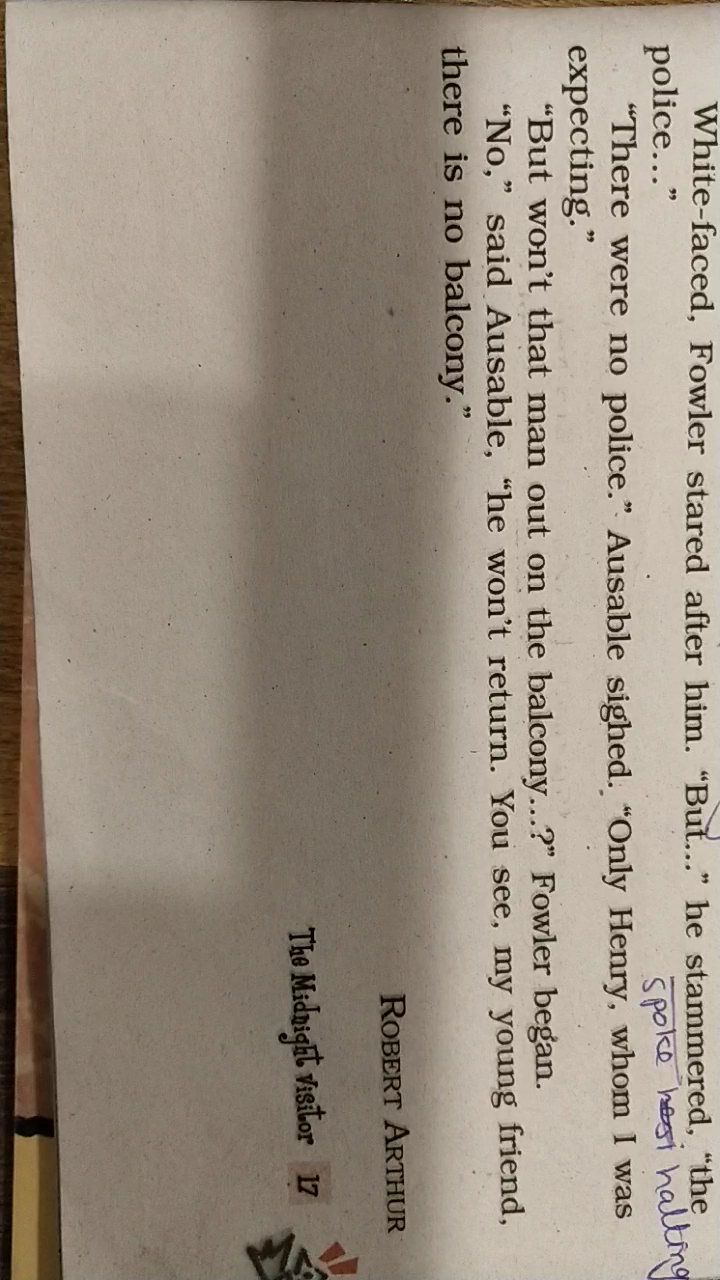 White-faced, Fowler stared after him. “But...” he stammered, “the
spoke halting
police...”
“There were no police.” Ausable sighed. “Only Henry, whom I was
expecting.”
“But won’t that man out on the balcony...?” Fowler began.
“No,” said Ausable, “he won’t return. You see, my young friend,
there is no balcony.”
ROBERT ARTHUR
The Midnight Visitor 17